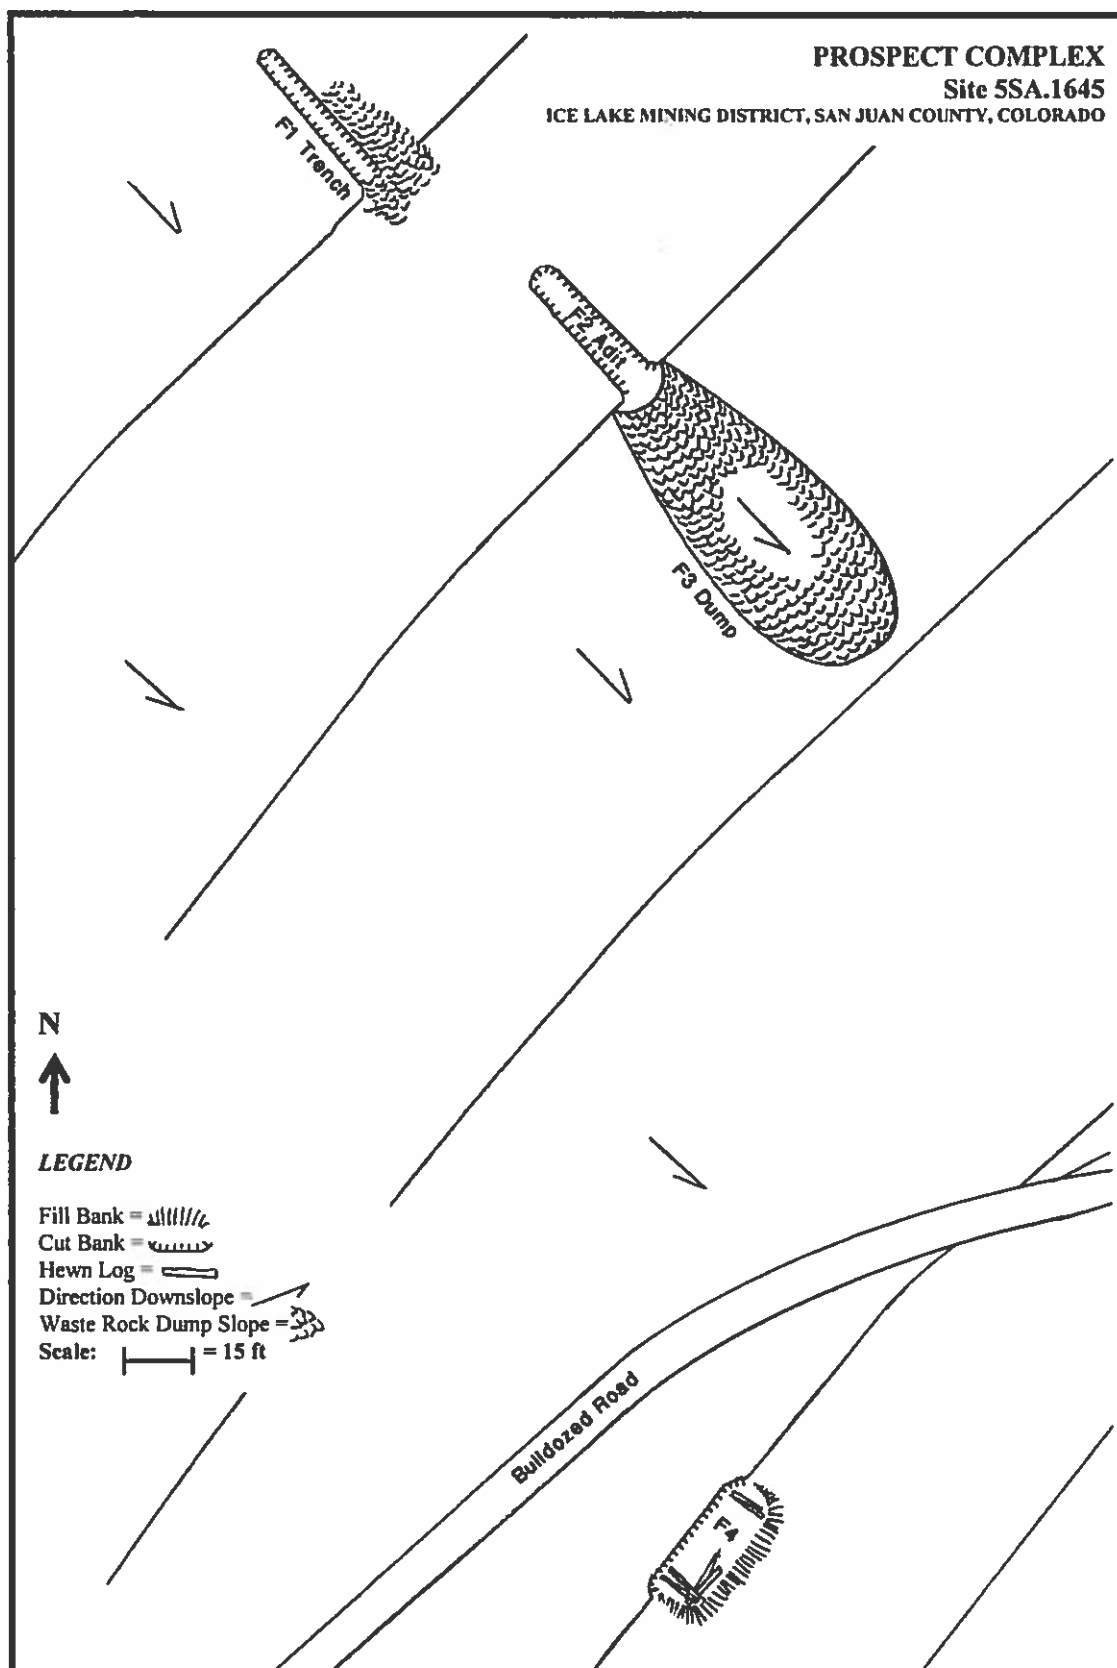 PROSPECT COMPLEX
Site 5SA.1645
ICE LAKE MINING DISTRICT, SAN JUAN COUNTY, COLORADO
F1 Trench
F2 Adit
F3 Dump
N
LEGEND
Fill Bank =
Cut Bank =
Hewn Log =
Direction Downslope =
Waste Rock Dump Slope =
Scale: = 15 ft
Bulldozed Road
F4